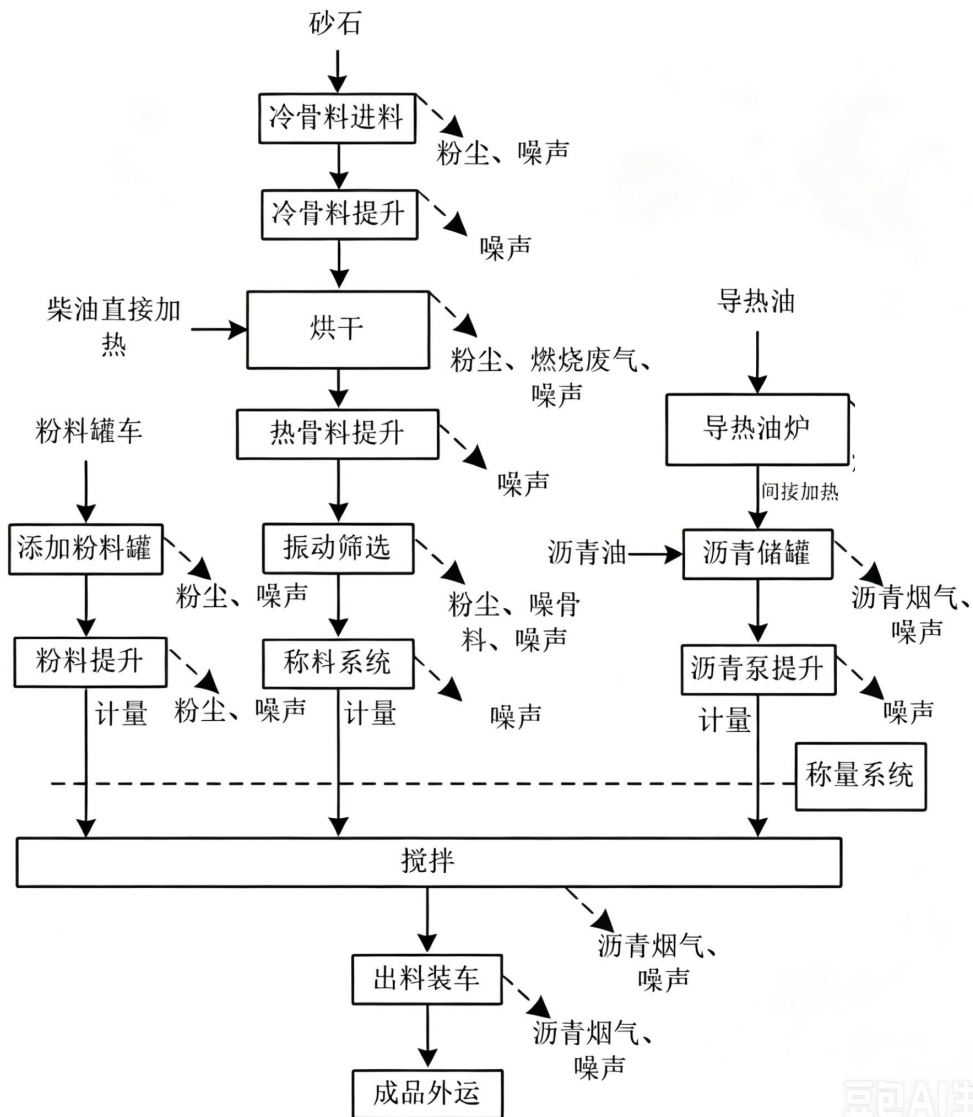 砂石
冷骨料进料
粉尘、噪声
冷骨料提升
噪声
柴油直接加
热
烘干
粉尘、燃烧废气、
噪声
导热油
导热油炉
间接加热
粉料罐车
热骨料提升
噪声
添加粉料罐
粉尘、噪声
振动筛选
粉尘、噪骨
料、噪声
沥青油
沥青储罐
沥青烟气、
噪声
粉料提升
粉尘、噪声
计量
称料系统
噪声
计量
沥青泵提升
噪声
计量
称量系统
搅拌
沥青烟气、
噪声
出料装车
沥青烟气、
噪声
成品外运
豆包AI生